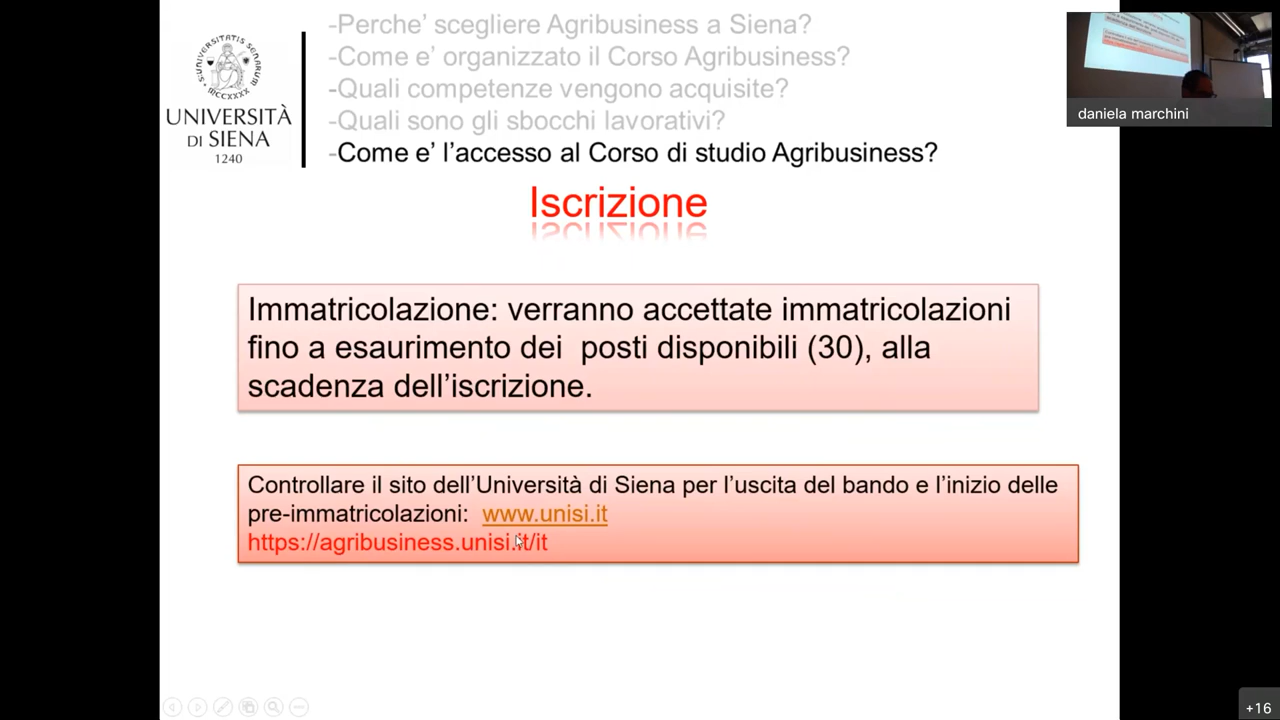 -Perche' scegliere Agribusiness a Siena?
-Come e' organizzato il Corso Agribusiness?
-Quali competenze vengono acquisite?
-Quali sono gli sbocchi lavorativi?
-Come e' l'accesso al Corso di studio Agribusiness?
UNIVERSITÀ
DI SIENA
1240
daniela marchini
Iscrizione
Immatricolazione: verranno accettate immatricolazioni
fino a esaurimento dei posti disponibili (30), alla
scadenza dell'iscrizione.
Controllare il sito dell'Università di Siena per l'uscita del bando e l'inizio delle
pre-immatricolazioni: www.unisi.it
https://agribusiness.unisi.it/it
+16